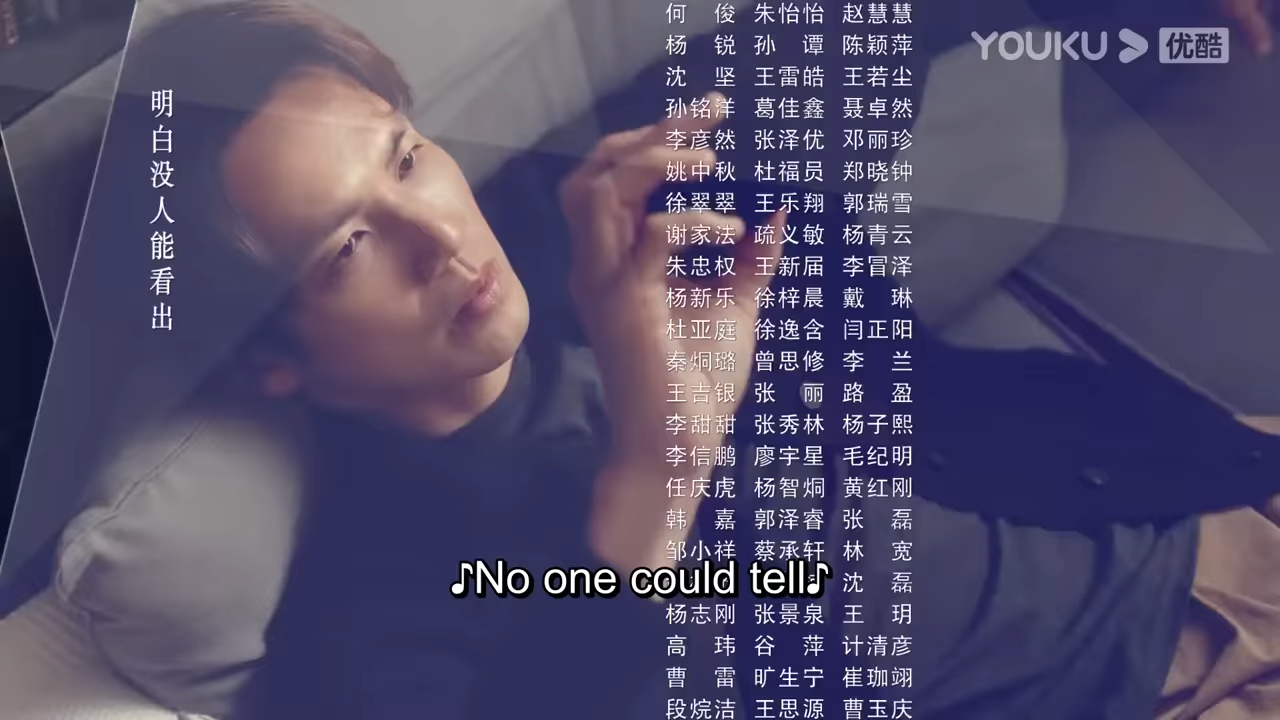 YOUKU 优酷
明白没人能看出
何俊 朱怡怡 赵慧慧
杨锐 孙谭 陈颖萍
沈坚 王雷皓 王若尘
孙铭洋 葛佳鑫 聂卓然
李彦然 张泽优 邓丽珍
姚中秋 杜福员 郑晓钟
徐翠翠 王乐翔 郭瑞雪
谢家法 疏义敏 杨青云
朱忠权 王新届 李冒泽
杨新乐 徐梓晨 戴琳
杜亚庭 徐逸含 闫正阳
秦炯璐 曾思修 李兰
王吉银 张丽 路盈
李甜甜 张秀林 杨子熙
李信鹏 廖宇星 毛纪明
任庆虎 杨智炯 黄红刚
韩嘉 郭泽睿 张磊
邹小祥 蔡承轩 林宽
沈磊
♪No one could tell♪
杨志刚 张景泉 王玥
高玮 谷萍 计清彦
曹雷 旷生宁 崔珈翊
段烷洁 王思源 曹玉庆